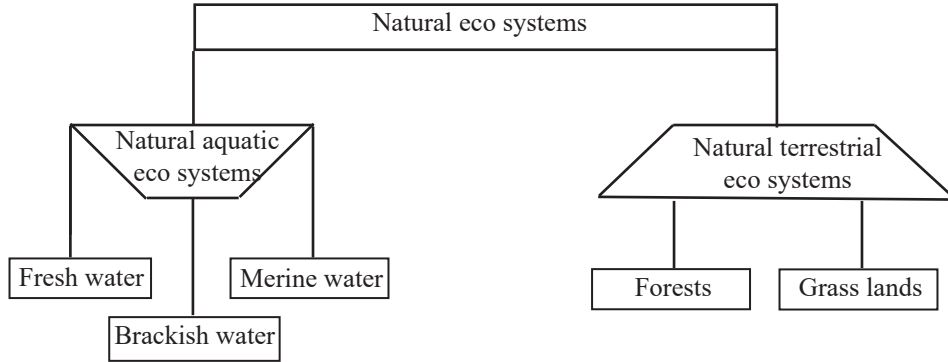 Natural eco systems
Natural aquatic
eco systems
Natural terrestrial
eco systems
Fresh water
Merine water
Brackish water
Forests
Grass lands